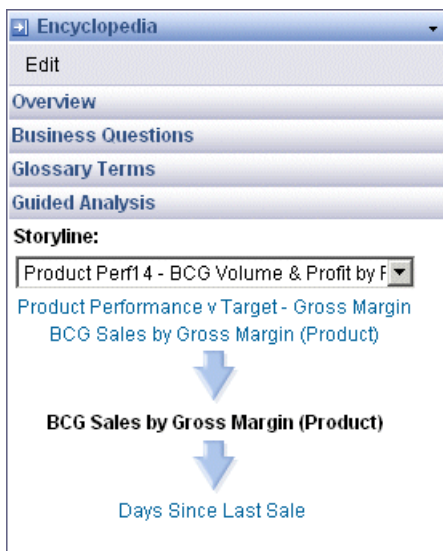 Encyclopedia
Edit
Overview
Business Questions
Glossary Terms
Guided Analysis
Storyline:
Product Perf14 - BCG Volume & Profit by F
Product Performance v Target - Gross Margin
BCG Sales by Gross Margin (Product)
BCG Sales by Gross Margin (Product)
Days Since Last Sale